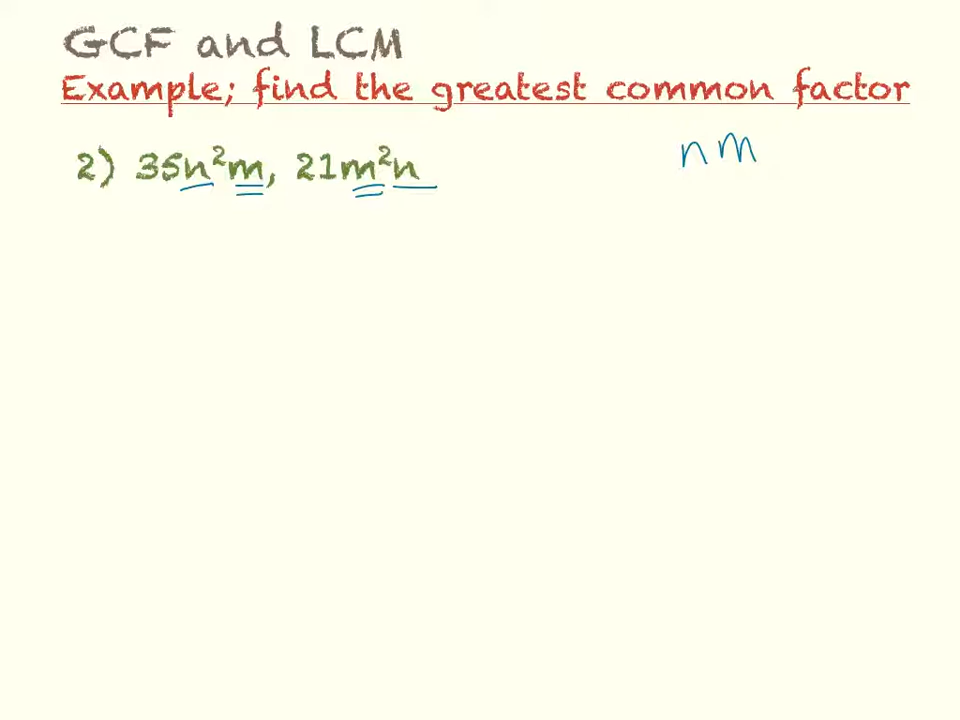 GCF and LCM
Example; find the greatest common factor
2) 35n²m, 21m²n
nm